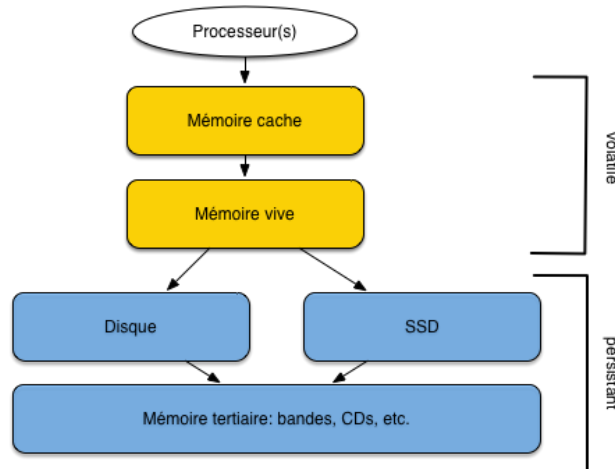 Processeur(s)
Mémoire cache
volatile
Mémoire vive
Disque
SSD
persistant
Mémoire tertiaire: bandes, CDs, etc.